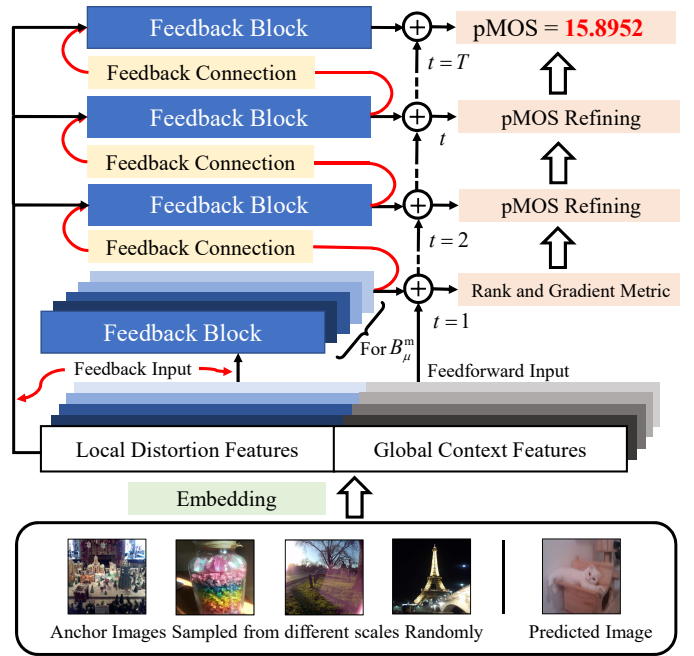 Feedback Block
pMOS = 15.8952
t = T
Feedback Connection
Feedback Block
t
pMOS Refining
Feedback Connection
Feedback Block
pMOS Refining
t = 2
Feedback Connection
Rank and Gradient Metric
t = 1
Feedback Block
For B_μ^m
Feedback Input
Feedforward Input
Local Distortion Features
Global Context Features
Embedding
Anchor Images Sampled from different scales Randomly
Predicted Image